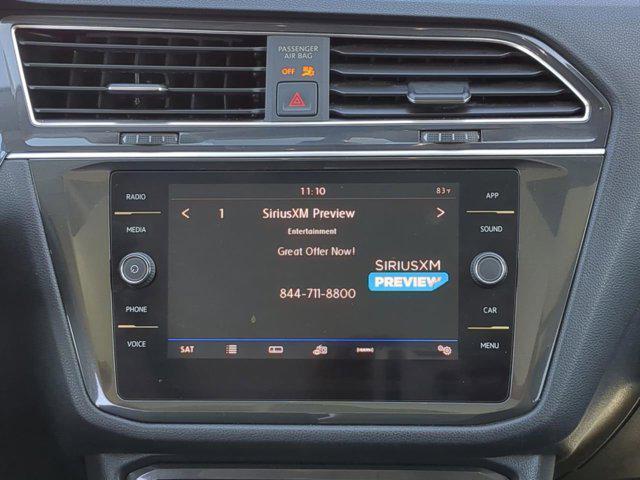 PASSENGER
AIR BAG
OFF
RADIO
MEDIA
PHONE
VOICE
11:10
83°F
< 1 SiriusXM Preview >
Entertainment
Great Offer Now!
844-711-8800
SIRIUSXM
PREVIEW
SAT
APP
SOUND
CAR
MENU